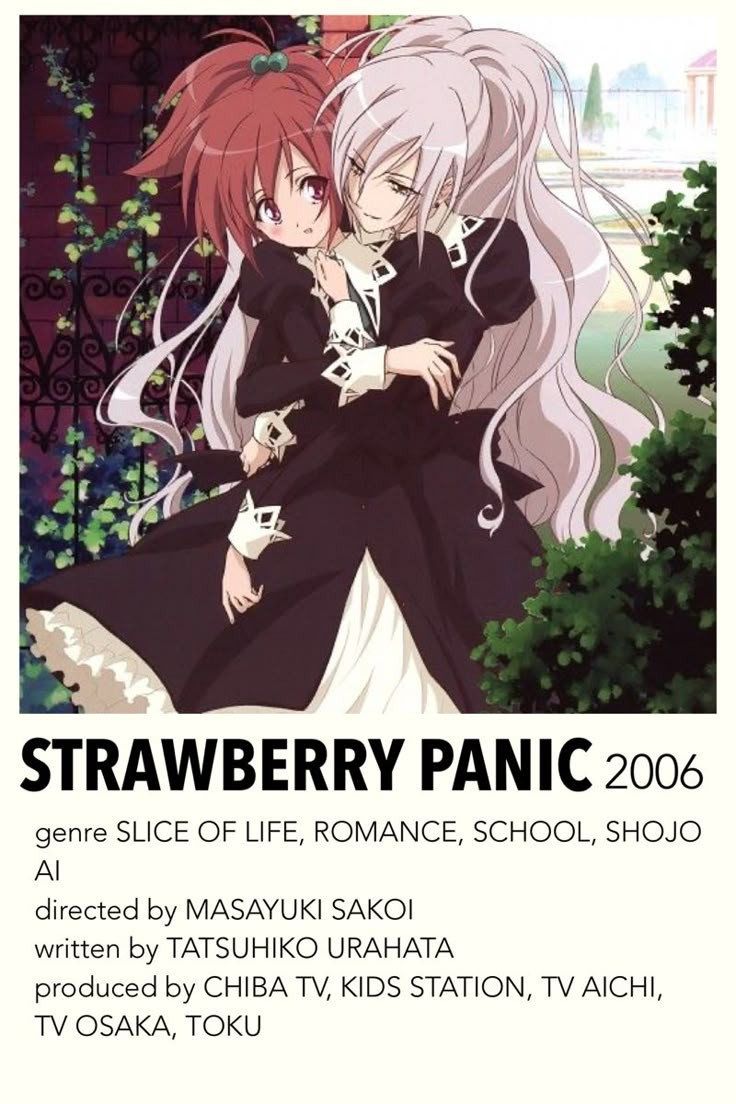 STRAWBERRY PANIC 2006
genre SLICE OF LIFE, ROMANCE, SCHOOL, SHOJO
AI
directed by MASAYUKI SAKOI
written by TATSUHIKO URAHATA
produced by CHIBA TV, KIDS STATION, TV AICHI,
TV OSAKA, TOKU